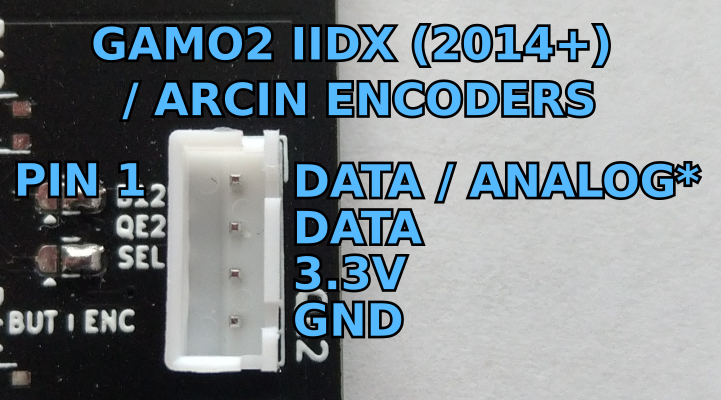 GAMO2 IIDX (2014+)
/ ARCIN ENCODERS
PIN 1
DATA / ANALOG*
DATA
3.3V
GND
QE2
SEL
BUT ı ENC